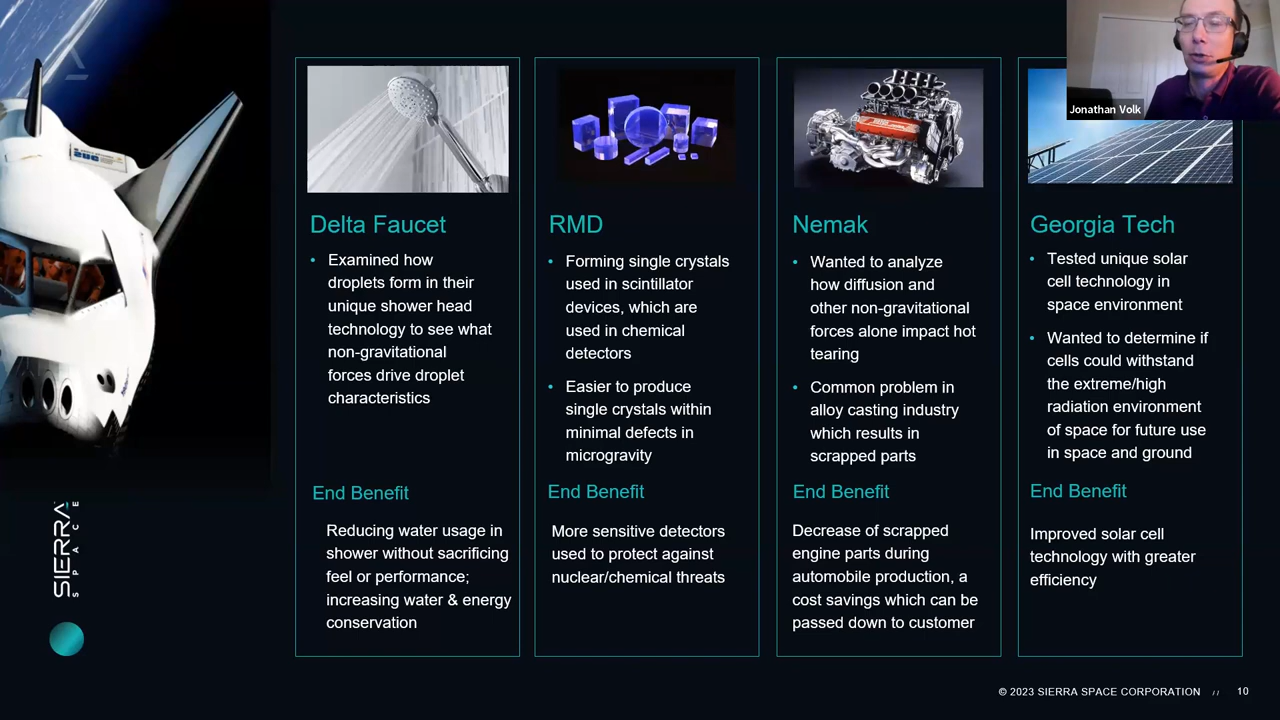 Jonathan Volk
Delta Faucet
• Examined how
droplets form in their
unique shower head
technology to see what
non-gravitational
forces drive droplet
characteristics
End Benefit
Reducing water usage in
shower without sacrificing
feel or performance;
increasing water & energy
conservation
RMD
• Forming single crystals
used in scintillator
devices, which are
used in chemical
detectors
• Easier to produce
single crystals within
minimal defects in
microgravity
End Benefit
More sensitive detectors
used to protect against
nuclear/chemical threats
Nemak
• Wanted to analyze
how diffusion and
other non-gravitational
forces alone impact hot
tearing
• Common problem in
alloy casting industry
which results in
scrapped parts
End Benefit
Decrease of scrapped
engine parts during
automobile production, a
cost savings which can be
passed down to customer
Georgia Tech
• Tested unique solar
cell technology in
space environment
• Wanted to determine if
cells could withstand
the extreme/high
radiation environment
of space for future use
in space and ground
End Benefit
Improved solar cell
technology with greater
efficiency
SIERRA
SPACE
© 2023 SIERRA SPACE CORPORATION // 10